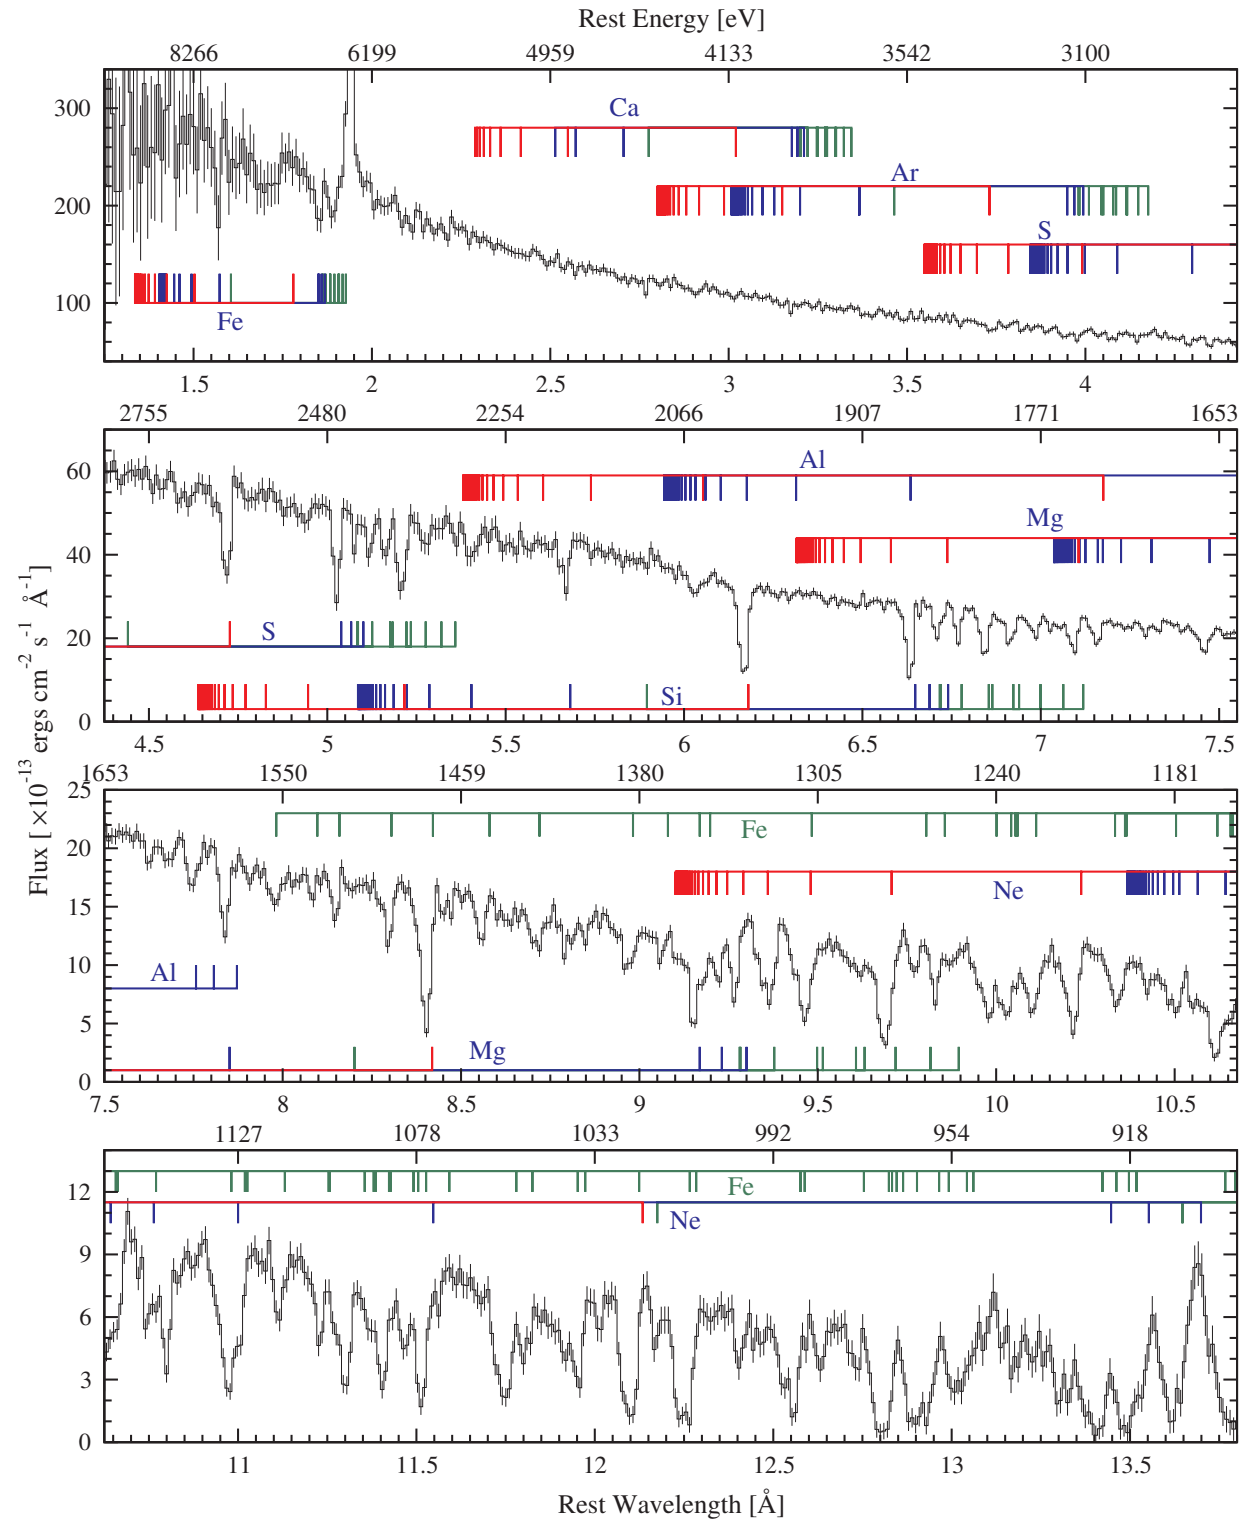 Rest Energy [eV]
8266 6199 4959 4133 3542 3100
300
200
100
Ca
Ar
S
Fe
1.5 2 2.5 3 3.5 4
2755 2480 2254 2066 1907 1771 1653
60
40
20
0
Al
Mg
S
Si
4.5 5 5.5 6 6.5 7 7.5
1653 1550 1459 1380 1305 1240 1181
25
20
15
10
5
0
Fe
Ne
Al
Mg
7.5 8 8.5 9 9.5 10 10.5
1127 1078 1033 992 954 918
12
9
6
3
0
Fe
Ne
11 11.5 12 12.5 13 13.5
Rest Wavelength [Å]
Flux [ ×10⁻¹³ ergs cm⁻² s⁻¹ Å⁻¹]